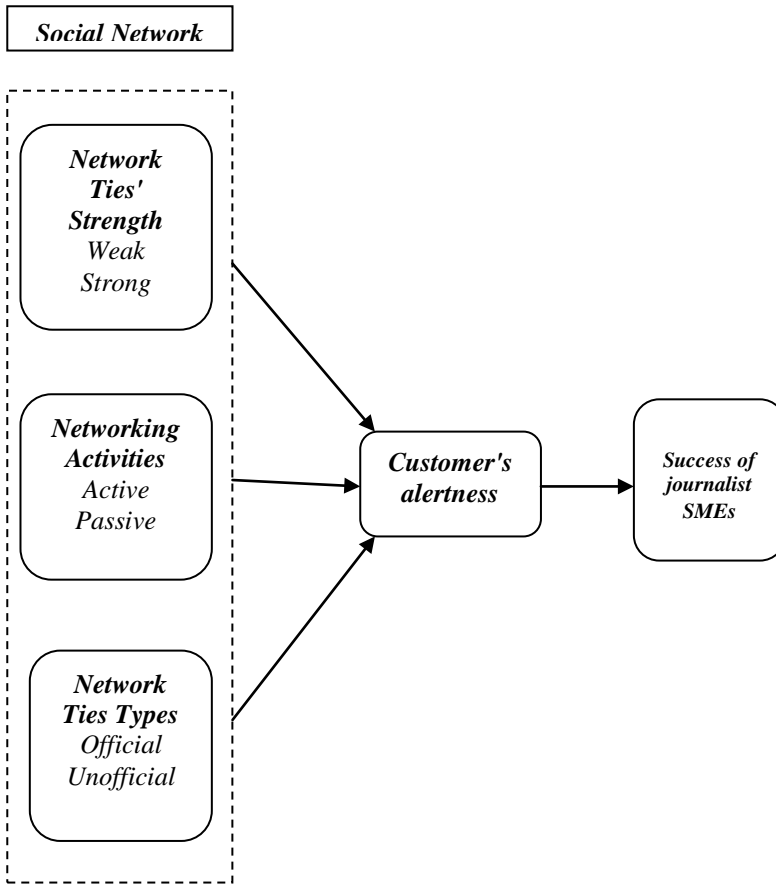 Social Network
Network
Ties'
Strength
Weak
Strong
Networking
Activities
Active
Passive
Network
Ties Types
Official
Unofficial
Customer's
alertness
Success of
journalist
SMEs